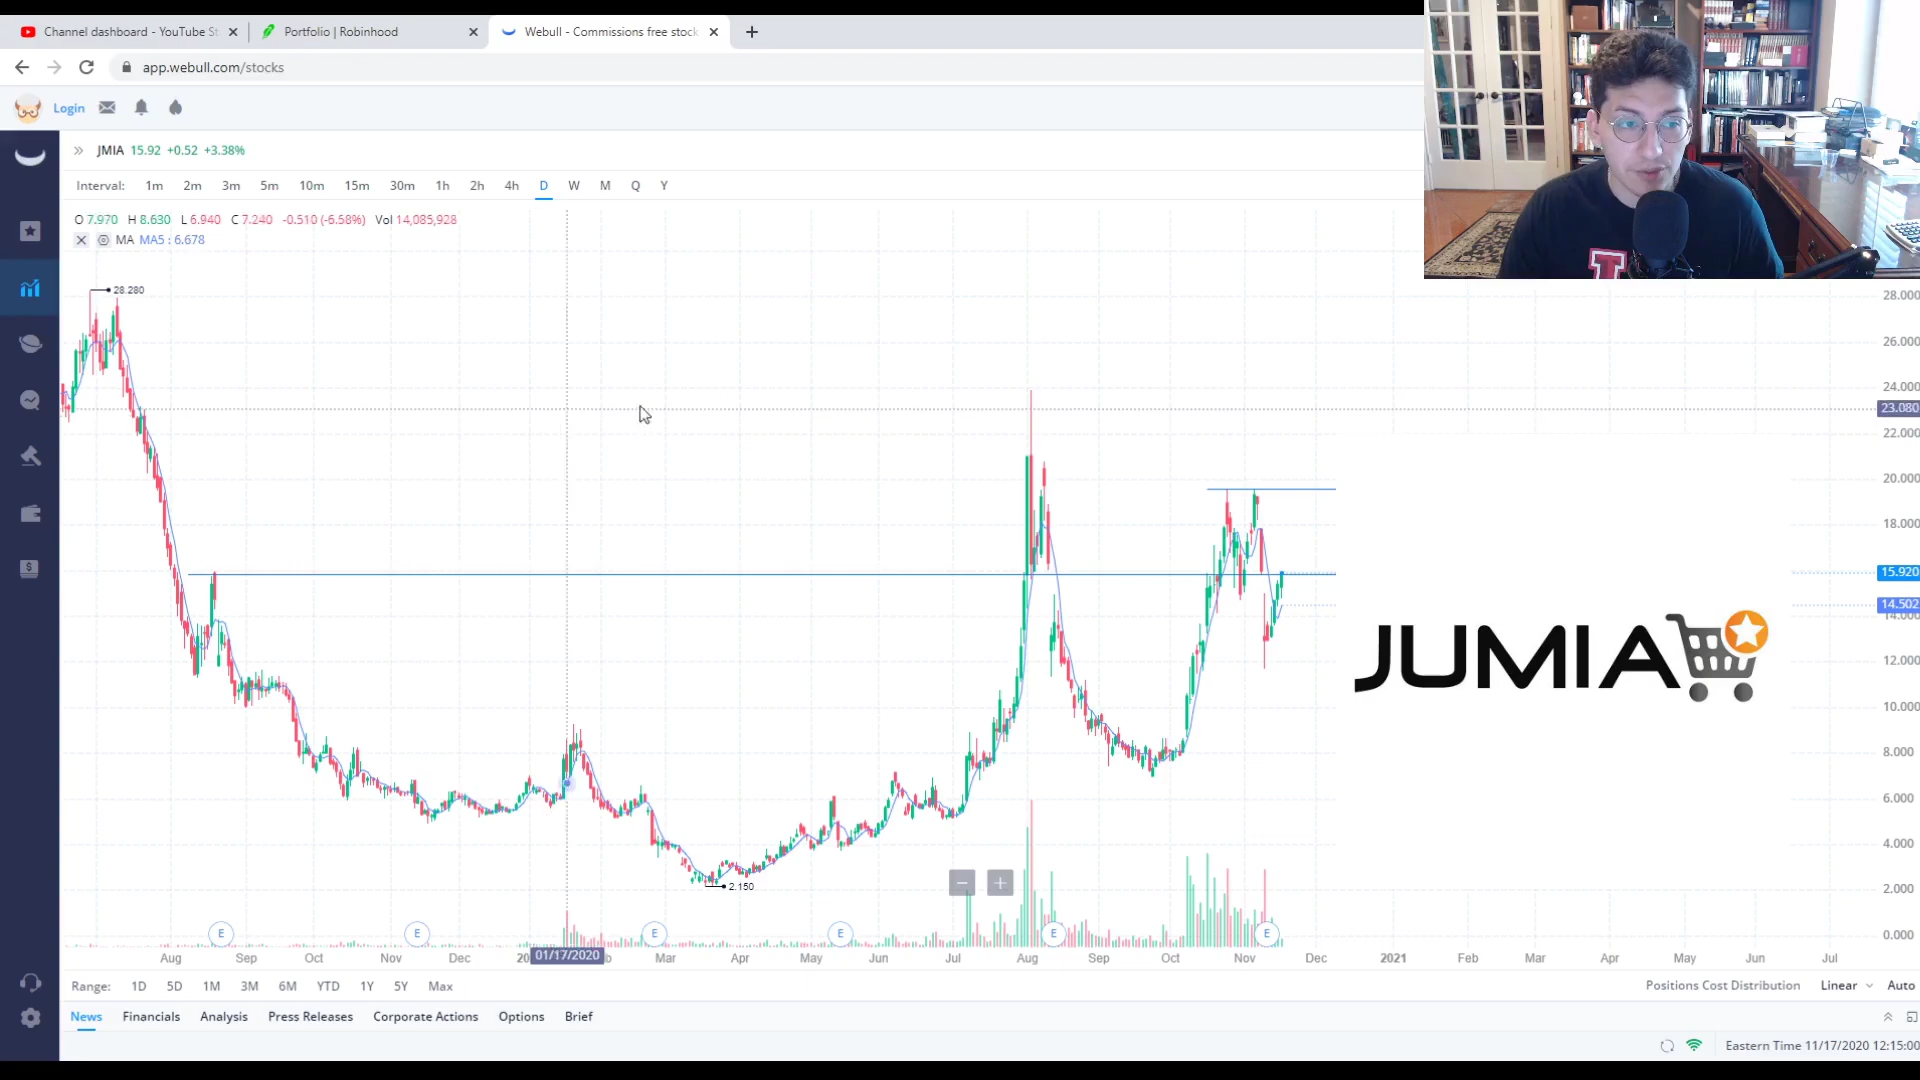 Channel dashboard - YouTube St
Portfolio | Robinhood
Webull - Commissions free stock
app.webull.com/stocks
Login
JMIA 15.92 +0.52 +3.38%
Interval: 1m 2m 3m 5m 10m 15m 30m 1h 2h 4h D W M Q Y
O 7.970 H 8.630 L 6.940 C 7.240 -0.510 (-6.58%) Vol 14,085,928
MA MA5 : 6.678
28.280
28.000
26.000
24.000
23.080
22.000
20.000
18.000
15.920
14.502
14.000
12.000
10.000
8.000
6.000
4.000
2.000
0.000
JUMIA
2.150
E E E E E E
Aug Sep Oct Nov Dec 20 01/17/2020 b Mar Apr May Jun Jul Aug Sep Oct Nov Dec 2021 Feb Mar Apr May Jun Jul
Range: 1D 5D 1M 3M 6M YTD 1Y 5Y Max
Positions Cost Distribution Linear Auto
News Financials Analysis Press Releases Corporate Actions Options Brief
Eastern Time 11/17/2020 12:15:00